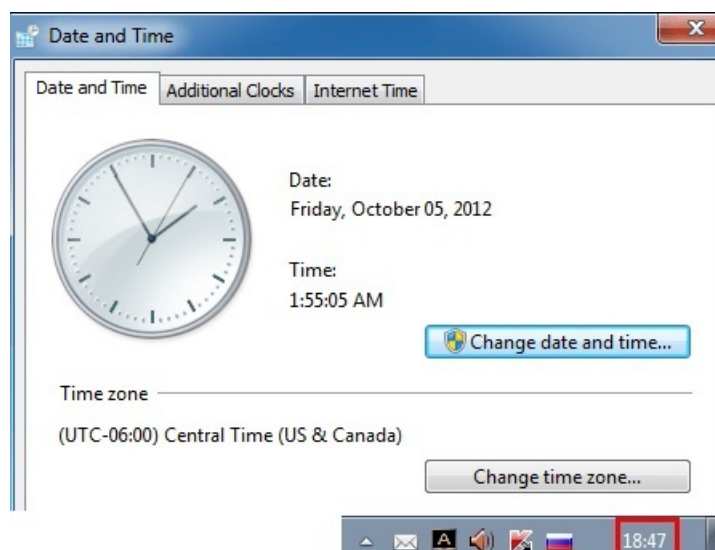 Date and Time
Date and Time Additional Clocks Internet Time
Date:
Friday, October 05, 2012
Time:
1:55:05 AM
Change date and time...
Time zone
(UTC-06:00) Central Time (US & Canada)
Change time zone...
A K 18:47